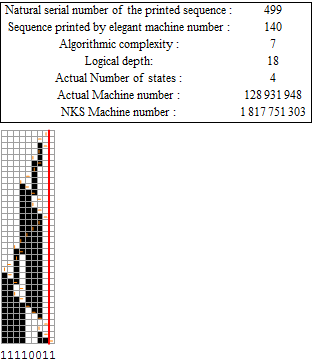 Natural serial number of the printed sequence : 499
Sequence printed by elegant machine number : 140
Algorithmic complexity : 7
Logical depth: 18
Actual Number of states : 4
Actual Machine number : 128 931 948
NKS Machine number : 1 817 751 303
11110011